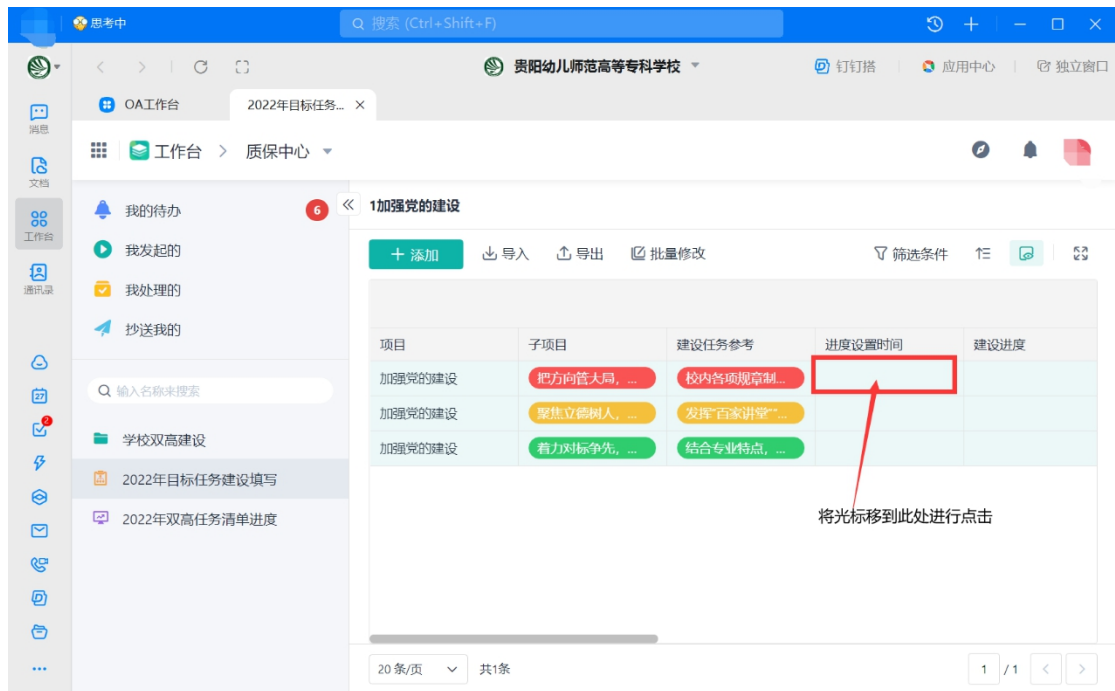 思考中
搜索 (Ctrl+Shift+F)
贵阳幼儿师范高等专科学校
钉钉搭
应用中心
独立窗口
OA工作台
2022年目标任务...
消息
文档
工作台
通讯录
27
2
工作台 > 质保中心
我的待办
6
我发起的
我处理的
抄送我的
输入名称来搜索
学校双高建设
2022年目标任务建设填写
2022年双高任务清单进度
1加强党的建设
添加 导入 导出 批量修改 筛选条件
项目 子项目 建设任务参考 进度设置时间 建设进度
加强党的建设 把方向管大局, ... 校内各项规章制...
加强党的建设 聚焦立德树人, ... 发挥“百家讲堂”“...
加强党的建设 着力对标争先, ... 结合专业特点, ...
将光标移到此处进行点击
20 条/页 共1条 1 / 1